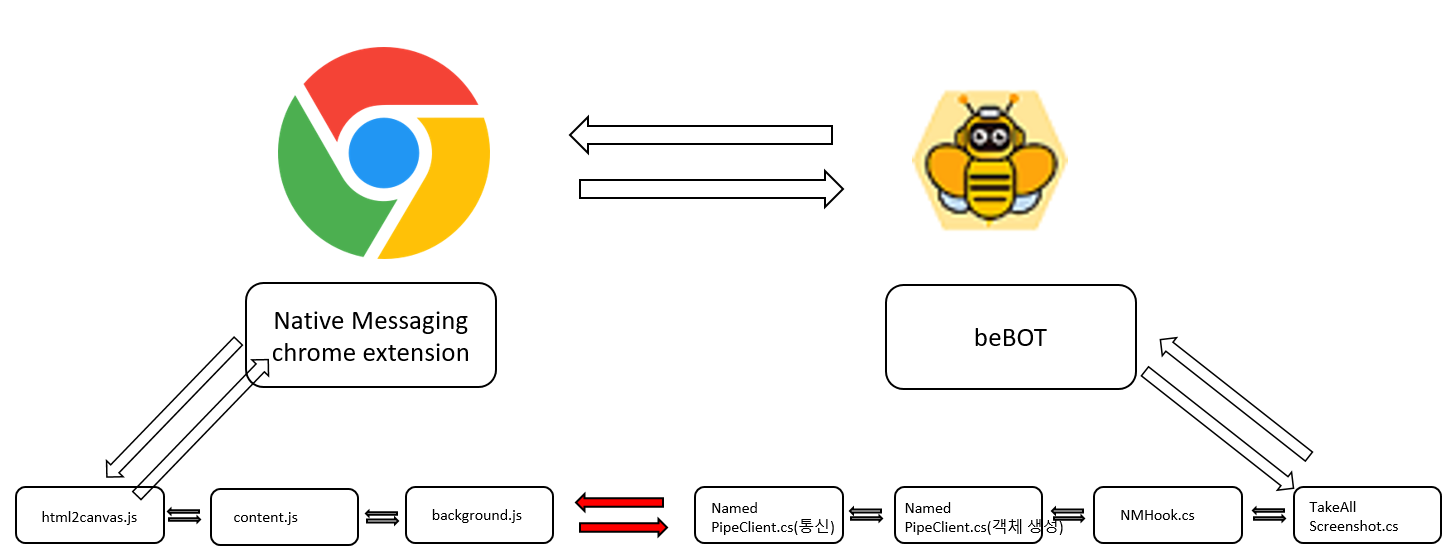 Native Messaging
chrome extension
beBOT
html2canvas.js
content.js
background.js
Named
PipeClient.cs(통신)
Named
PipeClient.cs(객체 생성)
NMHook.cs
TakeAll
Screenshot.cs